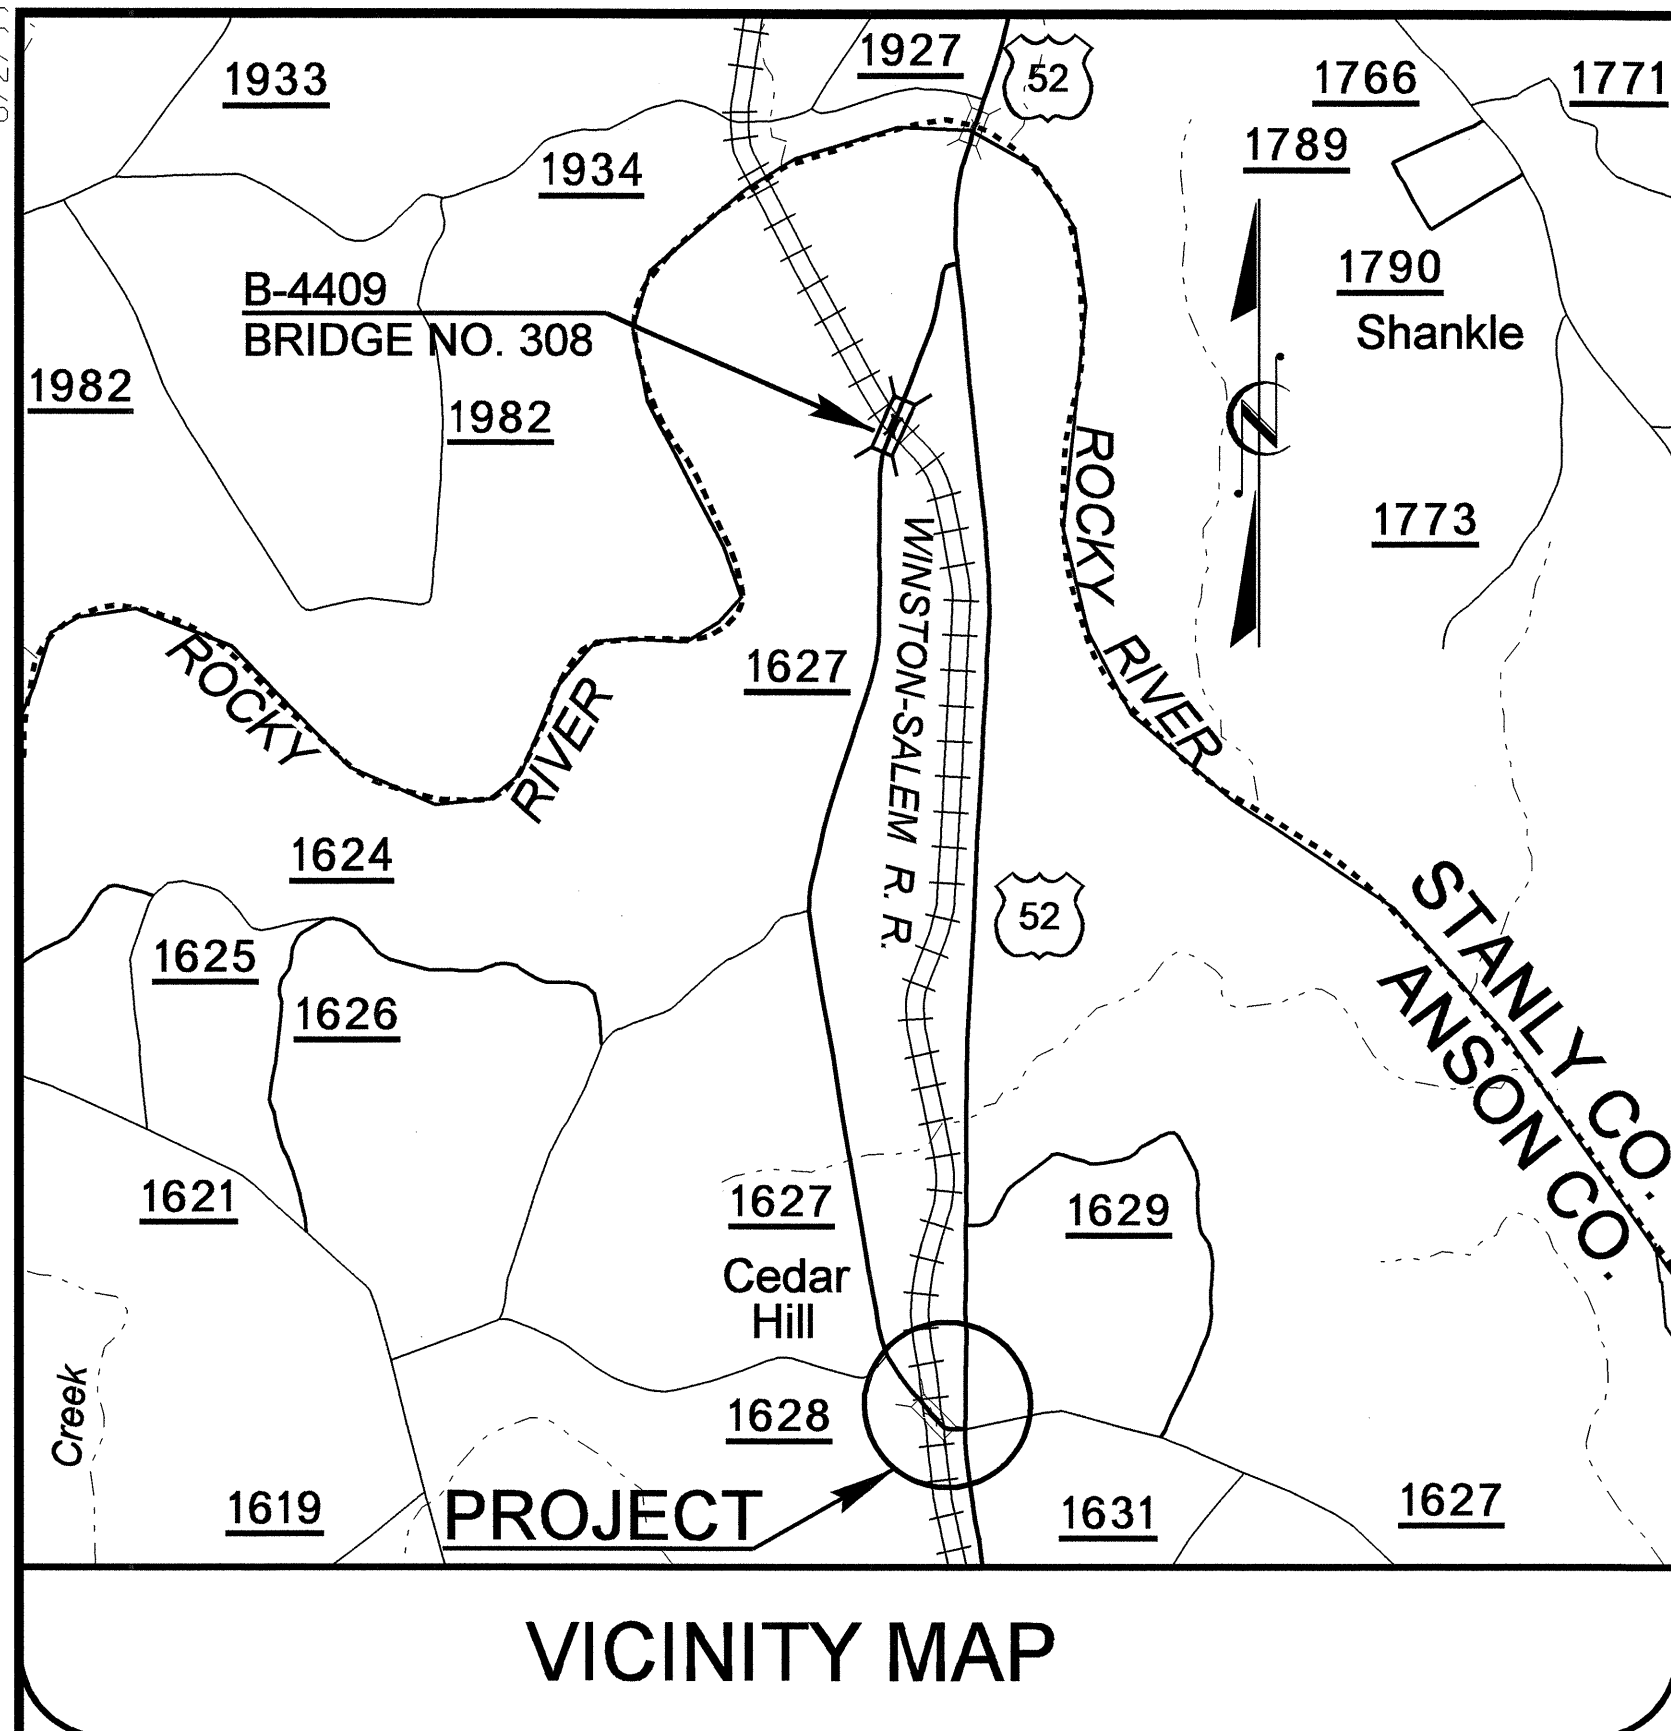 1933
1927
52
1766
1771
1934
1789
B-4409
BRIDGE NO. 308
1790
Shankle
1982
1982
ROCKY
RIVER
1773
WINSTON-SALEM R. R.
1627
ROCKY
RIVER
1624
52
STANLY CO.
ANSON CO.
1625
1626
1621
1627
Cedar
Hill
1629
Creek
1628
1619
PROJECT
1631
1627
VICINITY MAP